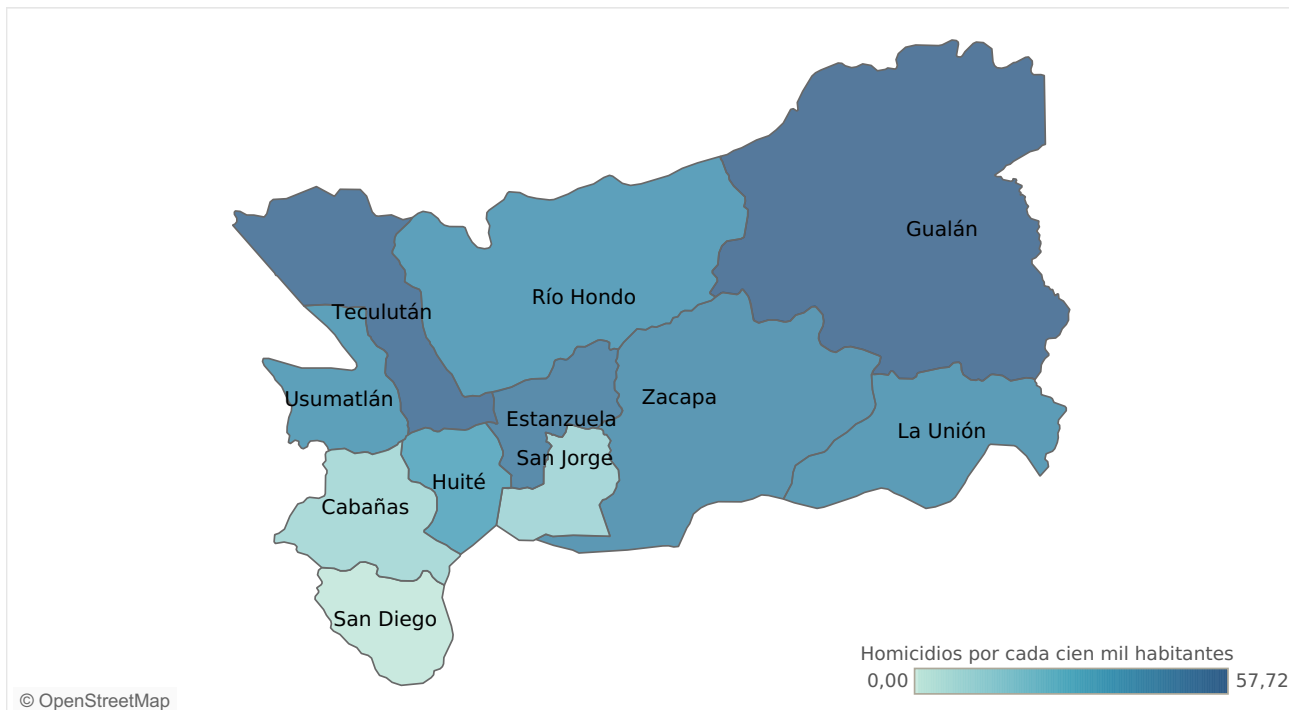 Gualán
Río Hondo
Teculután
Zacapa
Usumatlán
Estanzuela
La Unión
San Jorge
Huité
Cabañas
San Diego
Homicidios por cada cien mil habitantes
0,00 57,72
© OpenStreetMap